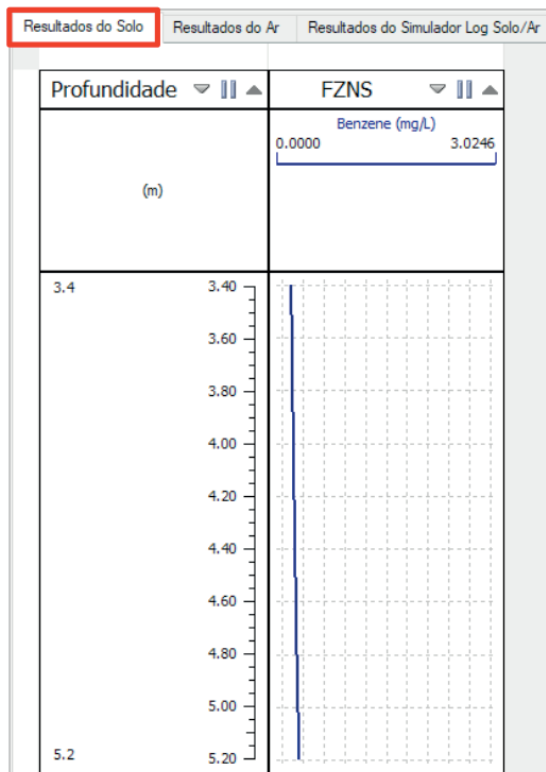 Resultados do Solo Resultados do Ar Resultados do Simulador Log Solo/Ar
Profundidade FZNS
Benzene (mg/L)
0.0000 3.0246
(m)
3.4 3.40
3.60
3.80
4.00
4.20
4.40
4.60
4.80
5.00
5.2 5.20